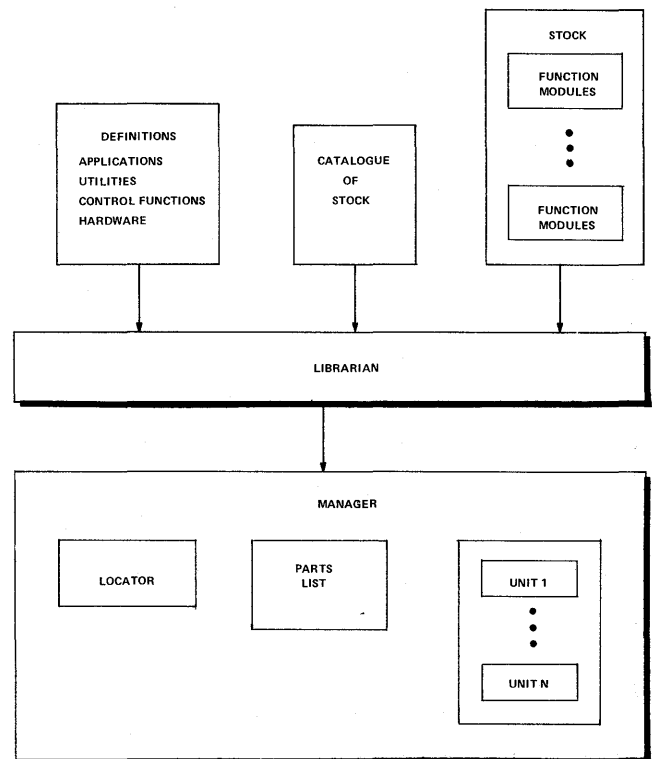 DEFINITIONS
APPLICATIONS
UTILITIES
CONTROL FUNCTIONS
HARDWARE
CATALOGUE
OF
STOCK
STOCK
FUNCTION
MODULES
FUNCTION
MODULES
LIBRARIAN
MANAGER
LOCATOR
PARTS
LIST
UNIT 1
UNIT N